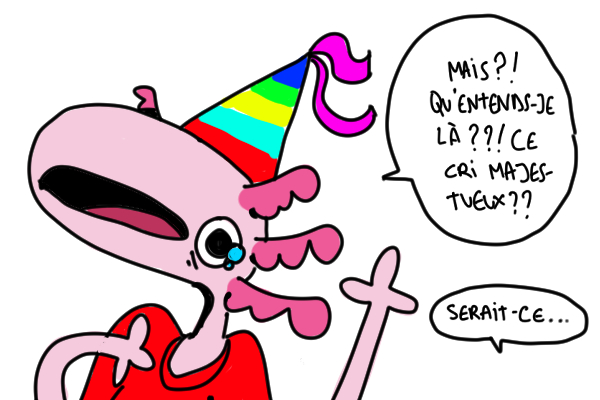 MAIS?!
QU'ENTENDS-JE
LÀ ??! CE
CRI MAJES-
TUEUX??
SERAIT-CE...